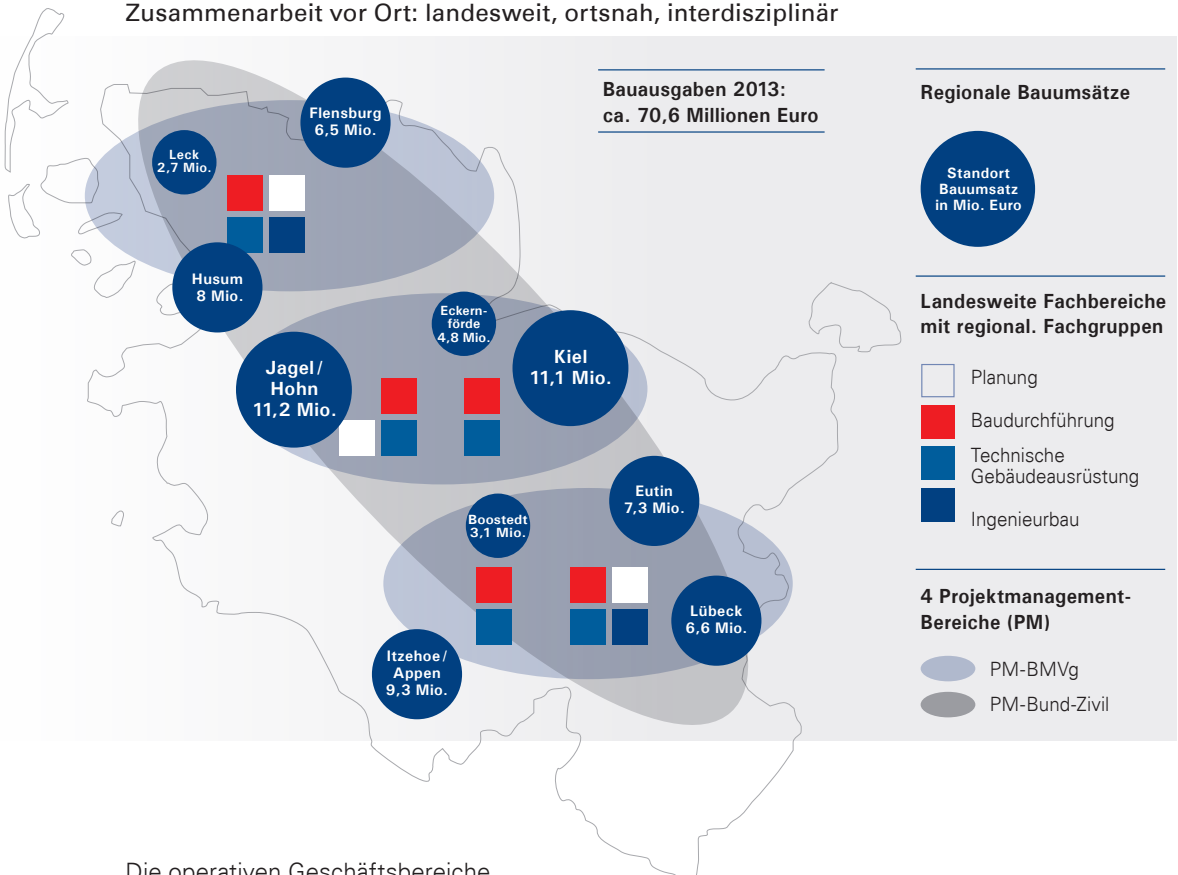 Zusammenarbeit vor Ort: landesweit, ortsnah, interdisziplinär
Bauausgaben 2013:
ca. 70,6 Millionen Euro
Flensburg
6,5 Mio.
Leck
2,7 Mio.
Husum
8 Mio.
Eckern-
förde
4,8 Mio.
Kiel
11,1 Mio.
Jagel/
Hohn
11,2 Mio.
Eutin
7,3 Mio.
Boostedt
3,1 Mio.
Lübeck
6,6 Mio.
Itzehoe/
Appen
9,3 Mio.
Regionale Bauumsätze
Standort
Bauumsatz
in Mio. Euro
Landesweite Fachbereiche
mit regional. Fachgruppen
Planung
Baudurchführung
Technische
Gebäudeausrüstung
Ingenieurbau
4 Projektmanagement-
Bereiche (PM)
PM-BMVg
PM-Bund-Zivil
Die operativen Geschäftsbereiche